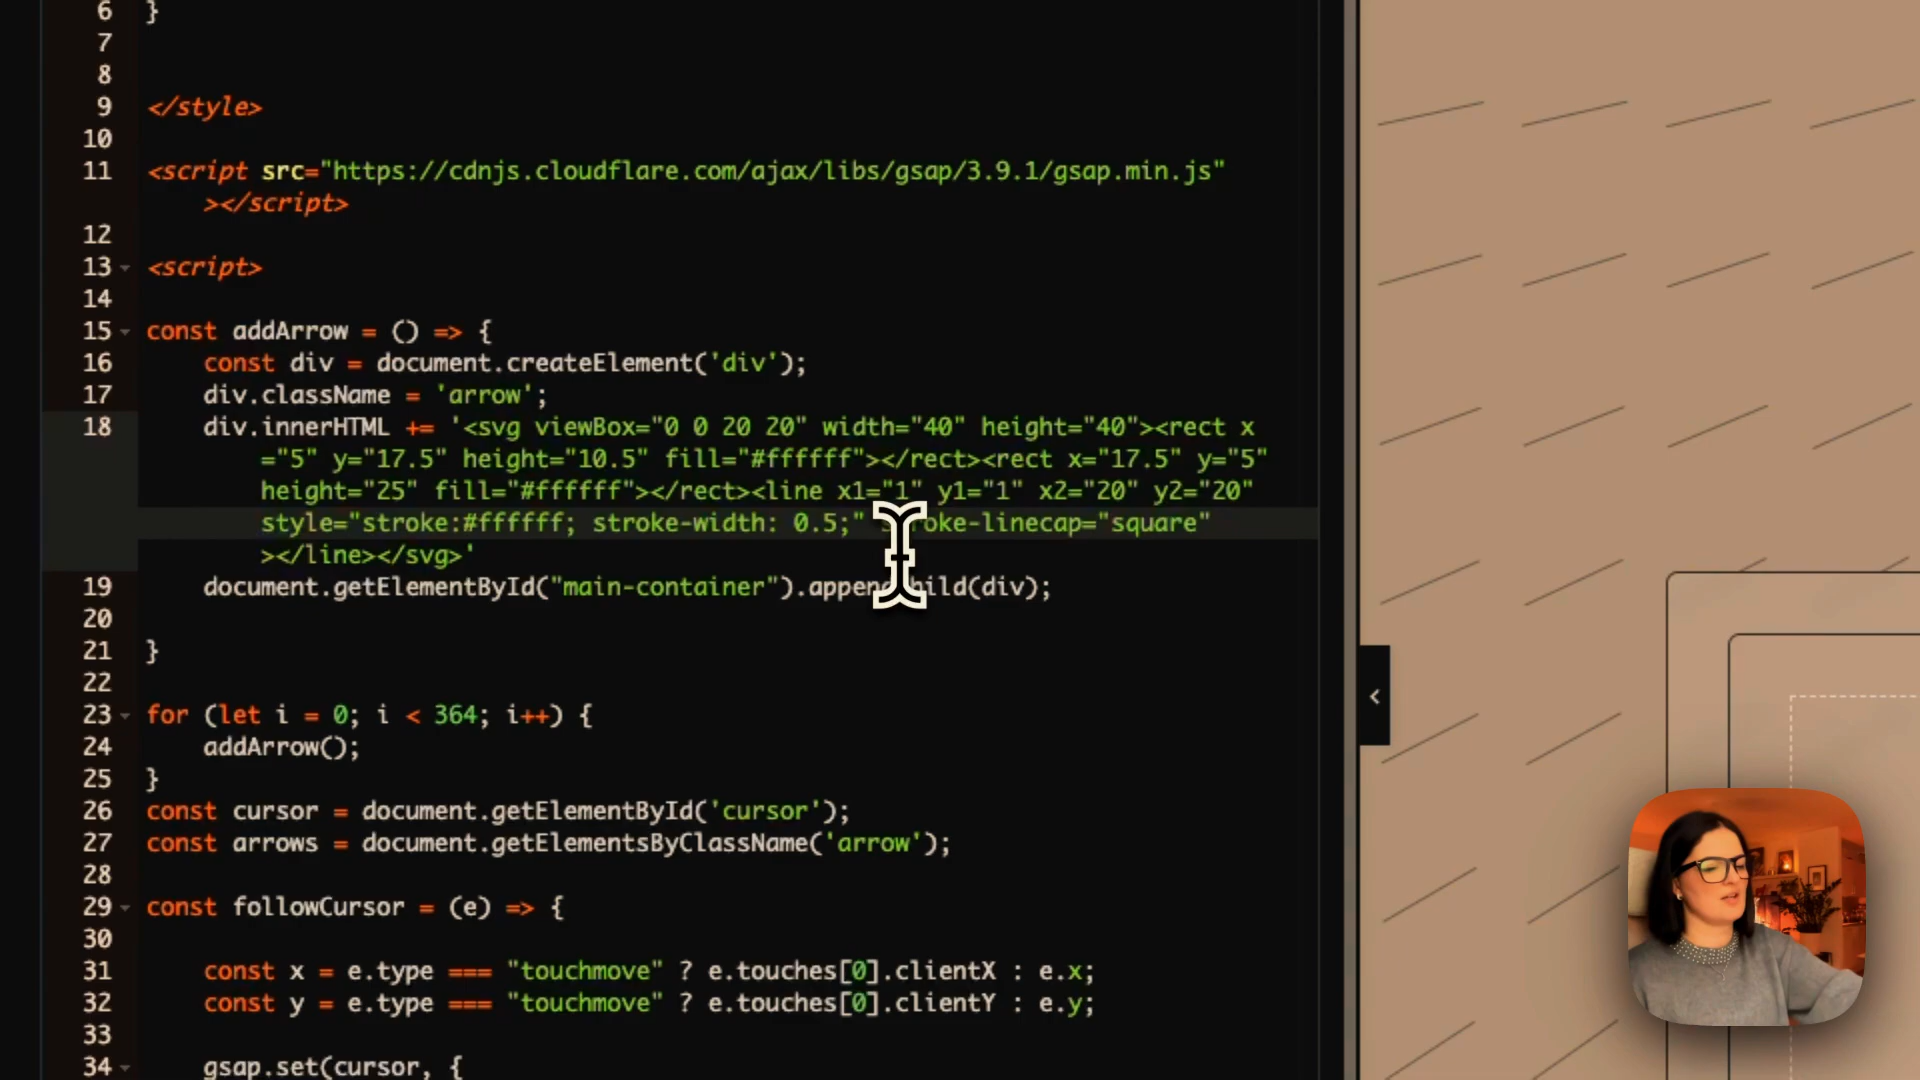 6 }
7
8
9 </style>
10
11 <script src="https://cdnjs.cloudflare.com/ajax/libs/gsap/3.9.1/gsap.min.js"
></script>
12
13 <script>
14
15 const addArrow = () => {
16 const div = document.createElement('div');
17 div.className = 'arrow';
18 div.innerHTML += '<svg viewBox="0 0 20 20" width="40" height="40"><rect x
="5" y="17.5" height="10.5" fill="#ffffff"></rect><rect x="17.5" y="5"
height="25" fill="#ffffff"></rect><line x1="1" y1="1" x2="20" y2="20"
style="stroke:#ffffff; stroke-width: 0.5;" stroke-linecap="square"
></line></svg>'
19 document.getElementById("main-container").appendChild(div);
20
21 }
22
23 for (let i = 0; i < 364; i++) {
24 addArrow();
25 }
26 const cursor = document.getElementById('cursor');
27 const arrows = document.getElementsByClassName('arrow');
28
29 const followCursor = (e) => {
30
31 const x = e.type === "touchmove" ? e.touches[0].clientX : e.x;
32 const y = e.type === "touchmove" ? e.touches[0].clientY : e.y;
33
34 gsap.set(cursor, {